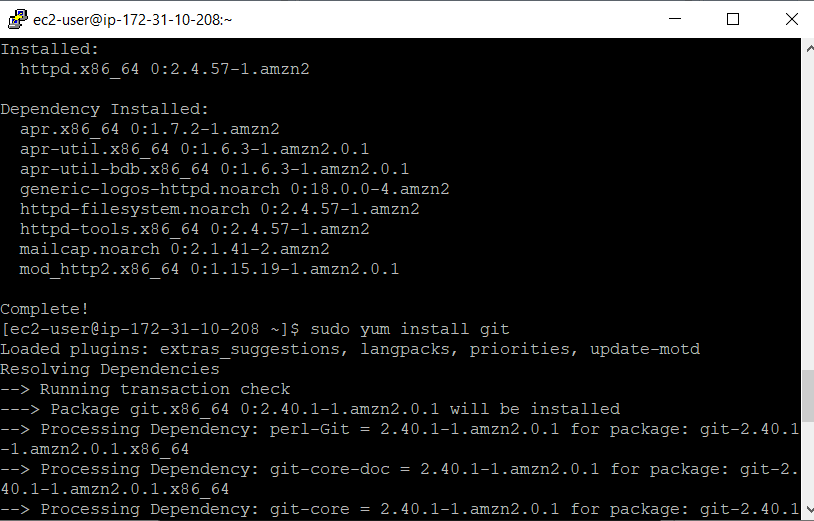 ec2-user@ip-172-31-10-208:~
Installed:
  httpd.x86_64 0:2.4.57-1.amzn2

Dependency Installed:
  apr.x86_64 0:1.7.2-1.amzn2
  apr-util.x86_64 0:1.6.3-1.amzn2.0.1
  apr-util-bdb.x86_64 0:1.6.3-1.amzn2.0.1
  generic-logos-httpd.noarch 0:18.0.0-4.amzn2
  httpd-filesystem.noarch 0:2.4.57-1.amzn2
  httpd-tools.x86_64 0:2.4.57-1.amzn2
  mailcap.noarch 0:2.1.41-2.amzn2
  mod_http2.x86_64 0:1.15.19-1.amzn2.0.1

Complete!
[ec2-user@ip-172-31-10-208 ~]$ sudo yum install git
Loaded plugins: extras_suggestions, langpacks, priorities, update-motd
Resolving Dependencies
--> Running transaction check
---> Package git.x86_64 0:2.40.1-1.amzn2.0.1 will be installed
--> Processing Dependency: perl-Git = 2.40.1-1.amzn2.0.1 for package: git-2.40.1
-1.amzn2.0.1.x86_64
--> Processing Dependency: git-core-doc = 2.40.1-1.amzn2.0.1 for package: git-2.
40.1-1.amzn2.0.1.x86_64
--> Processing Dependency: git-core = 2.40.1-1.amzn2.0.1 for package: git-2.40.1